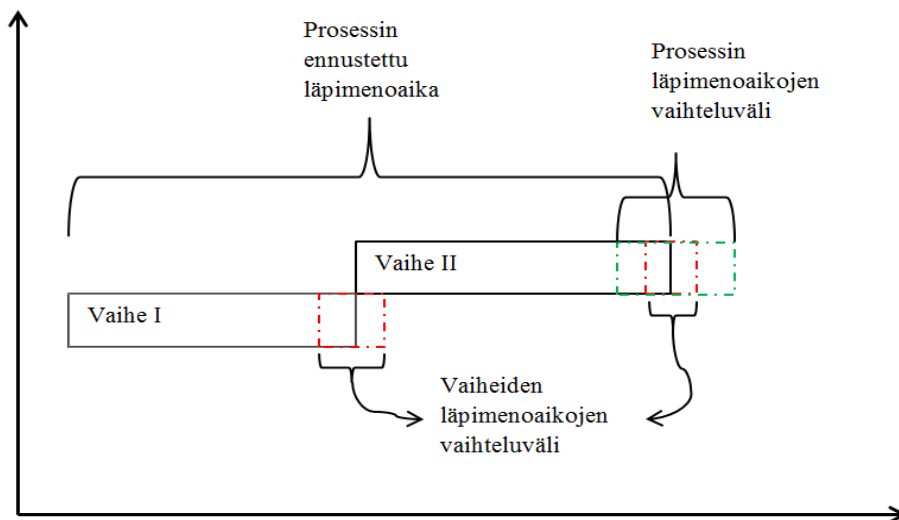 Prosessin
ennustettu
läpimenoaika
Prosessin
läpimenoaikojen
vaihteluväli
Vaihe II
Vaihe I
Vaiheiden
läpimenoaikojen
vaihteluväli